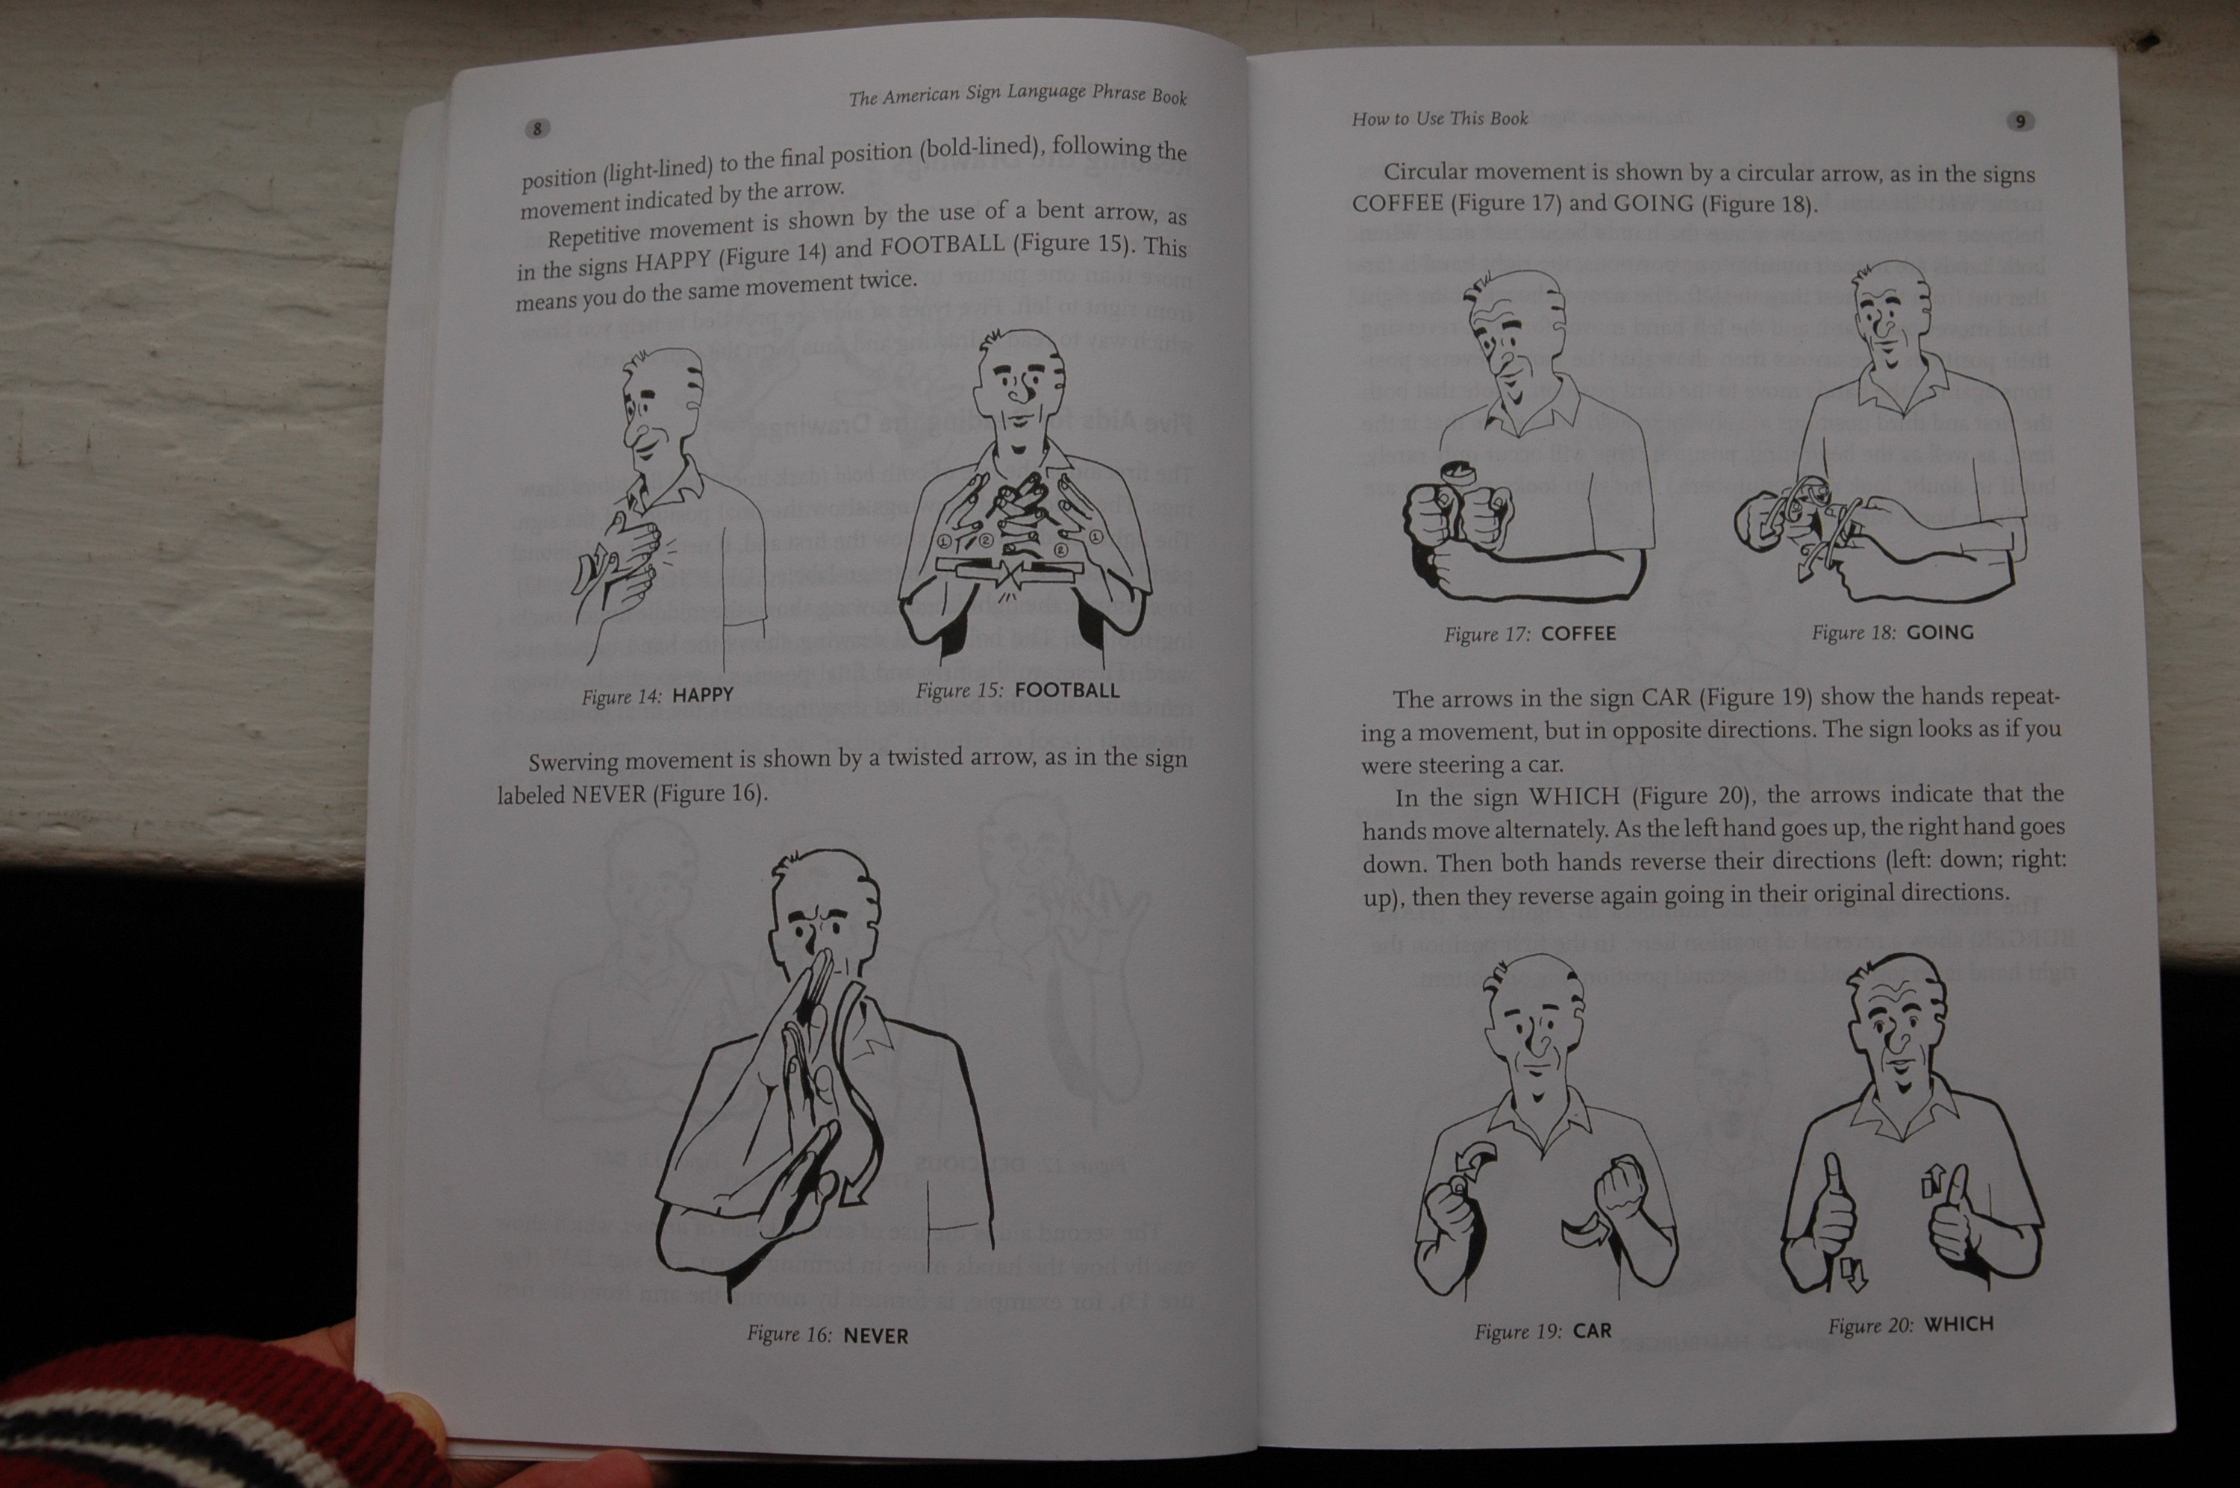 8
The American Sign Language Phrase Book
position (light-lined) to the final position (bold-lined), following the
movement indicated by the arrow.
Repetitive movement is shown by the use of a bent arrow, as
in the signs HAPPY (Figure 14) and FOOTBALL (Figure 15). This
means you do the same movement twice.
1 2 2 1
Figure 14: HAPPY
Figure 15: FOOTBALL
Swerving movement is shown by a twisted arrow, as in the sign
labeled NEVER (Figure 16).
Figure 16: NEVER
How to Use This Book
9
Circular movement is shown by a circular arrow, as in the signs
COFFEE (Figure 17) and GOING (Figure 18).
Figure 17: COFFEE
Figure 18: GOING
The arrows in the sign CAR (Figure 19) show the hands repeat-
ing a movement, but in opposite directions. The sign looks as if you
were steering a car.
In the sign WHICH (Figure 20), the arrows indicate that the
hands move alternately. As the left hand goes up, the right hand goes
down. Then both hands reverse their directions (left: down; right:
up), then they reverse again going in their original directions.
Figure 19: CAR
Figure 20: WHICH